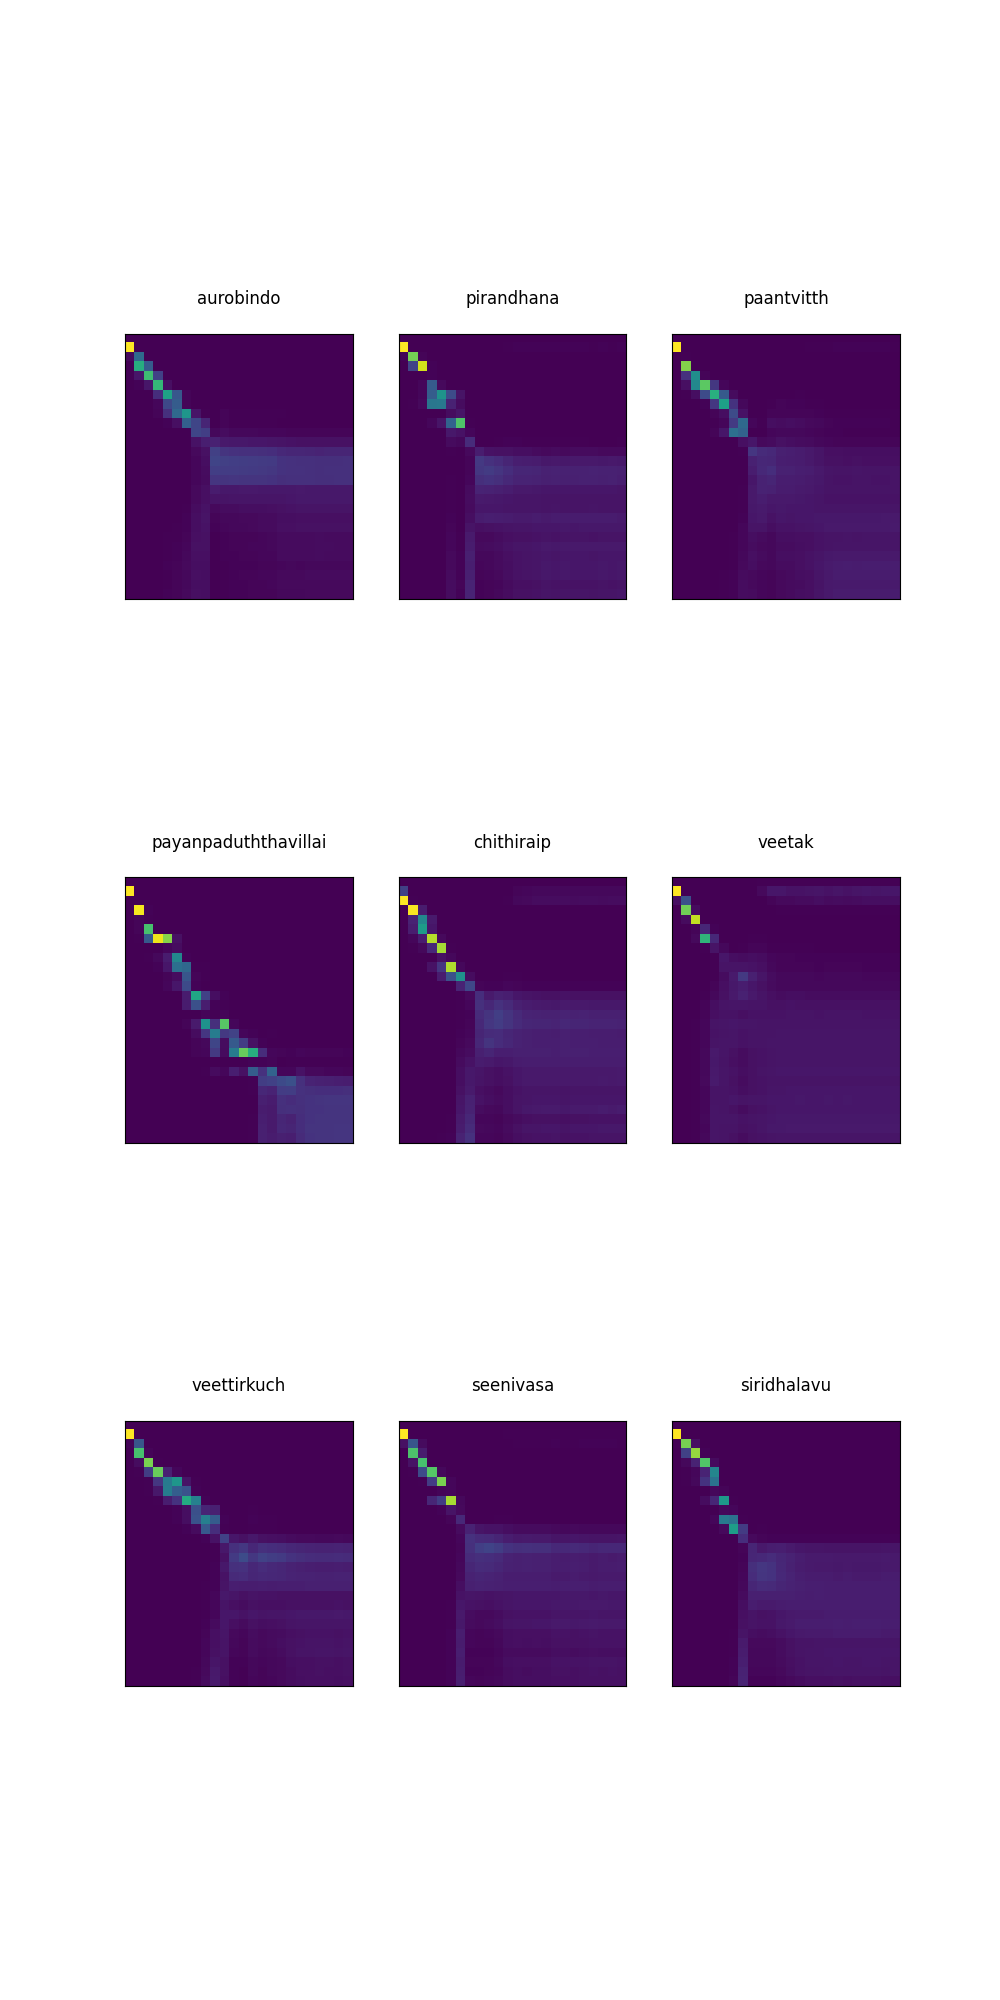 aurobindo
pirandhana
paantvitth
payanpaduththavillai
chithiraip
veetak
veettirkuch
seenivasa
siridhalavu